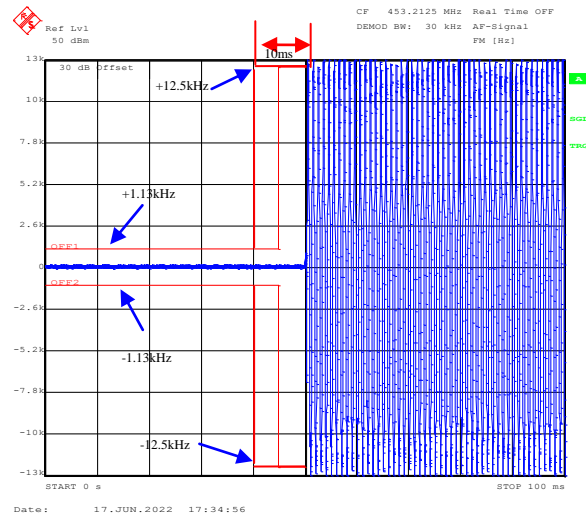 CF 453.2125 MHz Real Time OFF
Ref Lvl DEMOD BW: 30 kHz AF-Signal
50 dBm FM [Hz]
10ms
13k
30 dB Offset
A
+12.5kHz
10k
SGL
7.8k
TRG
5.2k
+1.13kHz
2.6k
OFF1
0
OFF2
-2.6k
-1.13kHz
-5.2k
-7.8k
-10k
-12.5kHz
-13k
START 0 s STOP 100 ms
Date: 17.JUN.2022 17:34:56